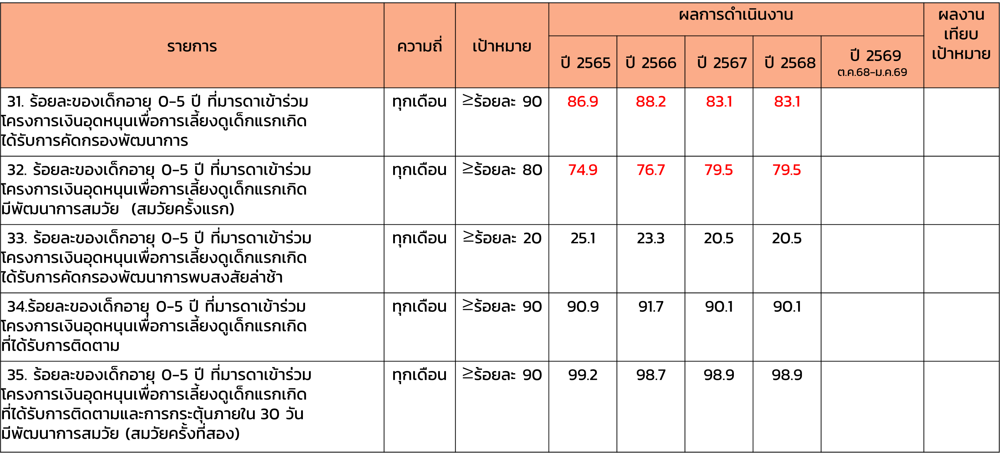 รายการ
ความถี่
เป้าหมาย
ผลการดำเนินงาน
ผลงาน
เทียบ
เป้าหมาย
ปี 2565
ปี 2566
ปี 2567
ปี 2568
ปี 2569
ต.ค.68-ม.ค.69
31. ร้อยละของเด็กอายุ 0-5 ปี ที่มารดาเข้าร่วม
โครงการเงินอุดหนุนเพื่อการเลี้ยงดูเด็กแรกเกิด
ได้รับการคัดกรองพัฒนาการ
ทุกเดือน
≥ร้อยละ 90
86.9
88.2
83.1
83.1
32. ร้อยละของเด็กอายุ 0-5 ปี ที่มารดาเข้าร่วม
โครงการเงินอุดหนุนเพื่อการเลี้ยงดูเด็กแรกเกิด
มีพัฒนาการสมวัย (สมวัยครั้งแรก)
ทุกเดือน
≥ร้อยละ 80
74.9
76.7
79.5
79.5
33. ร้อยละของเด็กอายุ 0-5 ปี ที่มารดาเข้าร่วม
โครงการเงินอุดหนุนเพื่อการเลี้ยงดูเด็กแรกเกิด
ได้รับการคัดกรองพัฒนาการพบสงสัยล่าช้า
ทุกเดือน
≥ร้อยละ 20
25.1
23.3
20.5
20.5
34.ร้อยละของเด็กอายุ 0-5 ปี ที่มารดาเข้าร่วม
โครงการเงินอุดหนุนเพื่อการเลี้ยงดูเด็กแรกเกิด
ที่ได้รับการติดตาม
ทุกเดือน
≥ร้อยละ 90
90.9
91.7
90.1
90.1
35. ร้อยละของเด็กอายุ 0-5 ปี ที่มารดาเข้าร่วม
โครงการเงินอุดหนุนเพื่อการเลี้ยงดูเด็กแรกเกิด
ที่ได้รับการติดตามและการกระตุ้นภายใน 30 วัน
มีพัฒนาการสมวัย (สมวัยครั้งที่สอง)
ทุกเดือน
≥ร้อยละ 90
99.2
98.7
98.9
98.9